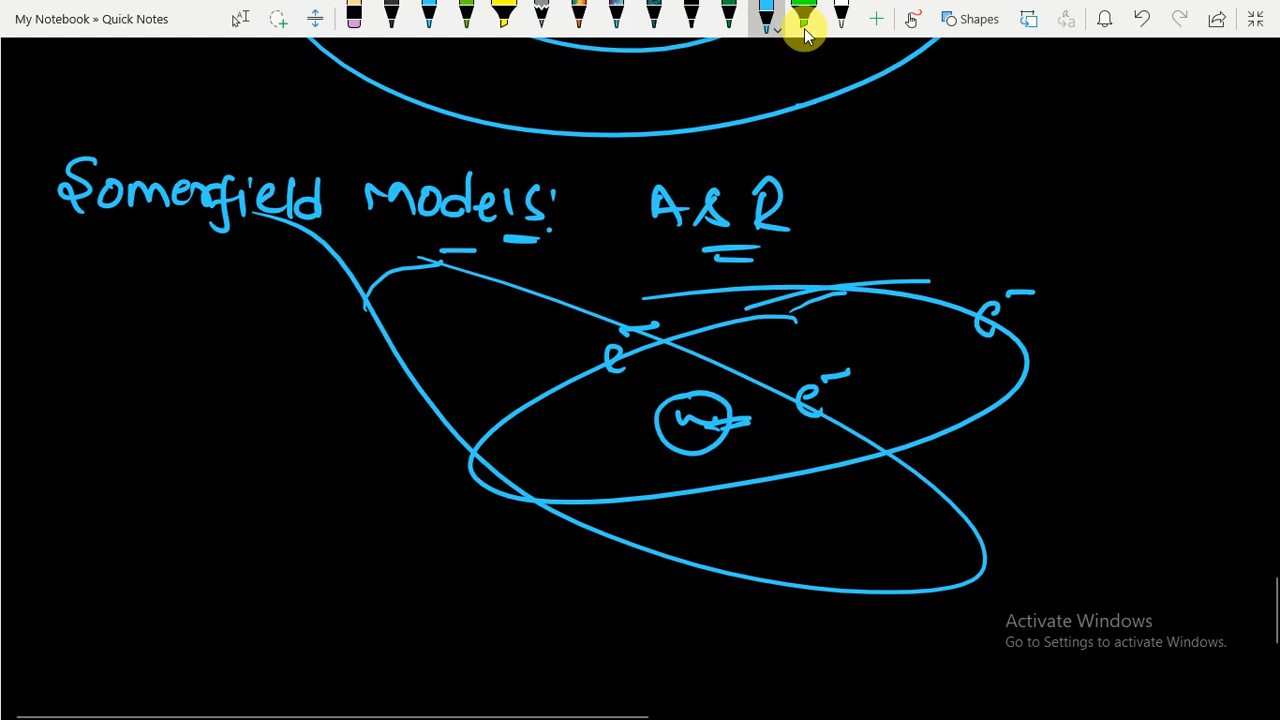 My Notebook » Quick Notes
Shapes
Somerfield Models: A & R
e⁻
e⁻
e⁻
Activate Windows
Go to Settings to activate Windows.